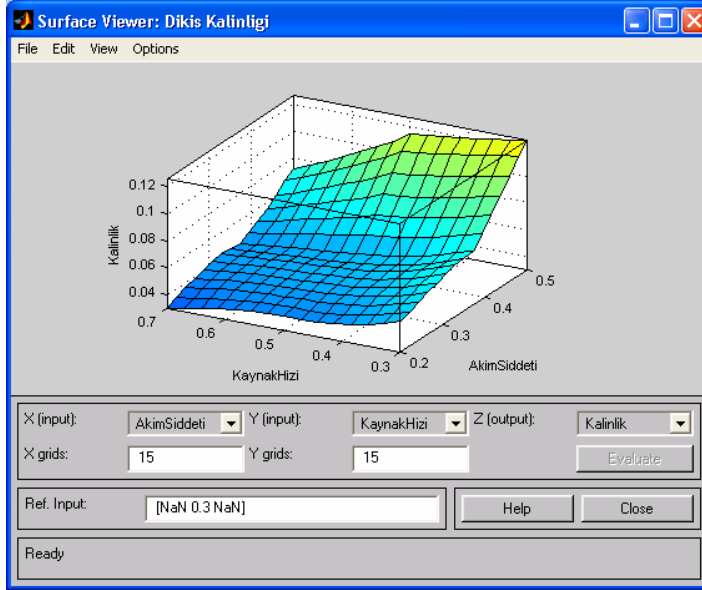 Surface Viewer: Dikis Kalinligi
File Edit View Options
0.12
0.1
0.08
0.06
0.04
Kalinlik
0.7
0.6
0.5
0.4
0.3
KaynakHizi
0.2
0.3
0.4
0.5
AkimSiddeti
X (input): AkimSiddeti Y (input): KaynakHizi Z (output): Kalinlik
X grids: 15 Y grids: 15 Evaluate
Ref. Input: [NaN 0.3 NaN] Help Close
Ready